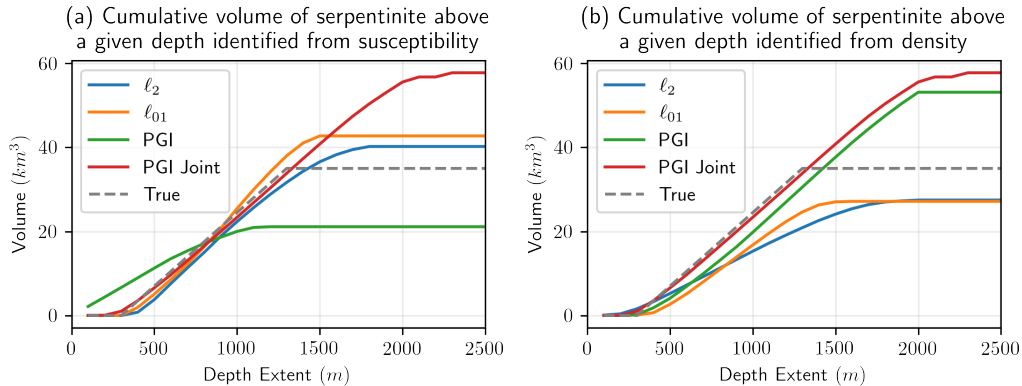 (a) Cumulative volume of serpentinite above
a given depth identified from susceptibility
60
40
20
0
Volume (km³)
ℓ₂
ℓ₀₁
PGI
PGI Joint
True
0 500 1000 1500 2000 2500
Depth Extent (m)
(b) Cumulative volume of serpentinite above
a given depth identified from density
60
40
20
0
Volume (km³)
ℓ₂
ℓ₀₁
PGI
PGI Joint
True
0 500 1000 1500 2000 2500
Depth Extent (m)